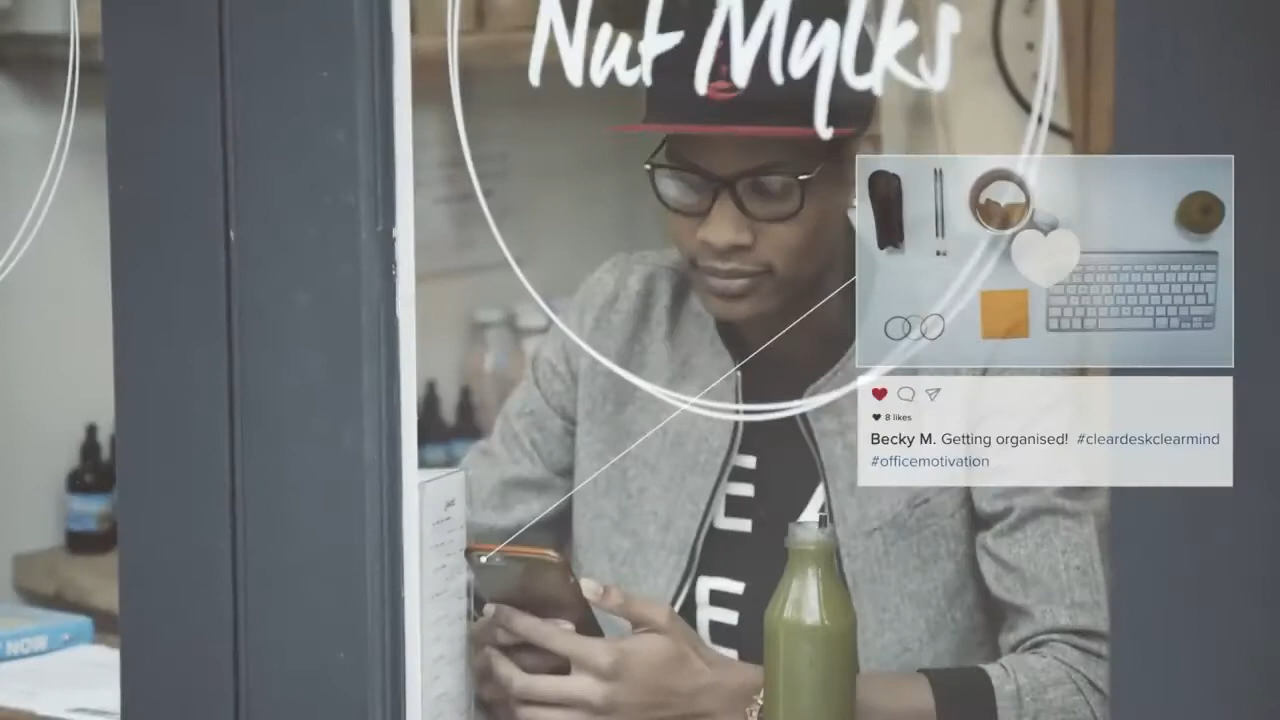 Nut Mylks
8 likes
Becky M. Getting organised! #cleardeskclearmind
#officemotivation
E
E
NOW